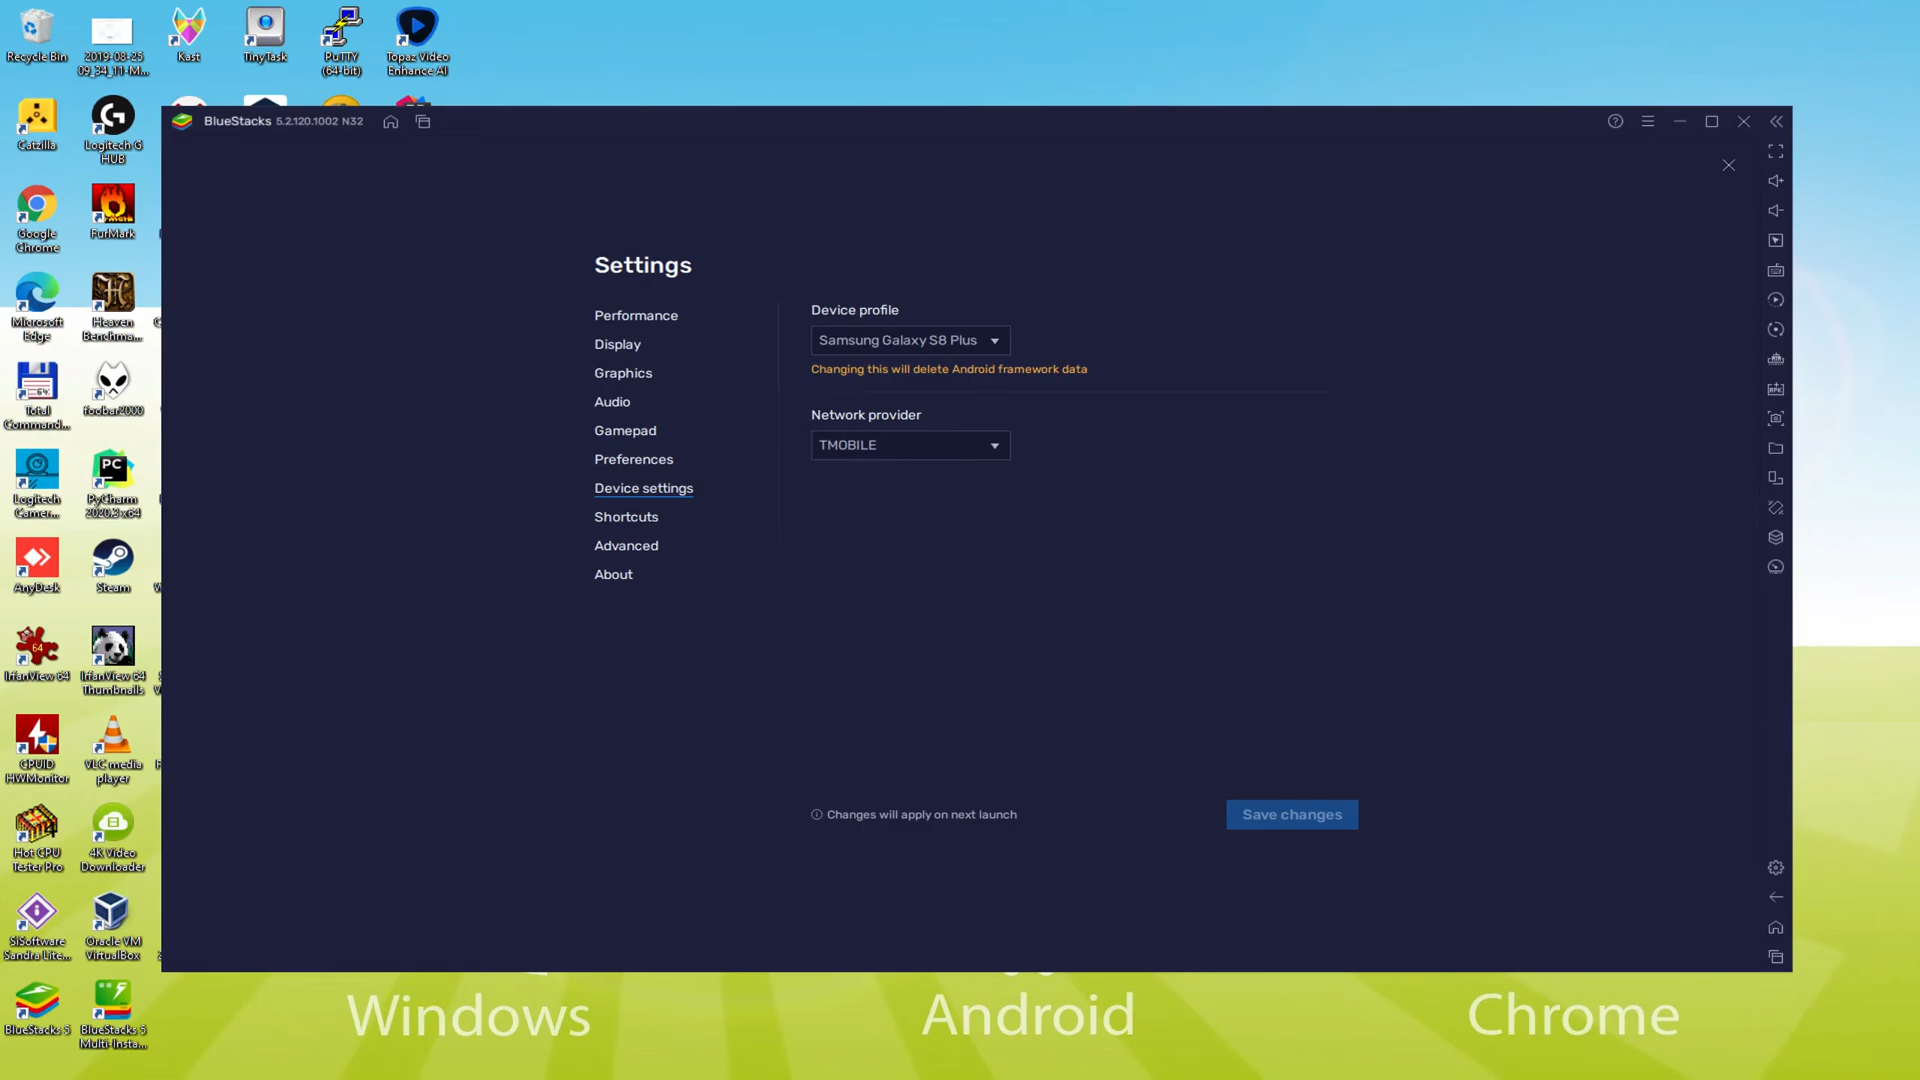 Recycle Bin
2019-08-25
09_34_11-M...
Kast
TinyTask
PuTTY
(64-bit)
Topaz Video
Enhance AI
Catzilla
Logitech G
HUB
Google
Chrome
FurMark
Microsoft
Edge
Heaven
Benchma...
Total
Command...
foobar2000
Logitech
Camer...
PyCharm
2020.3 x64
AnyDesk
Steam
IrfanView 64
IrfanView 64
Thumbnails
CPUID
HWMonitor
VLC media
player
Hot CPU
Tester Pro
4K Video
Downloader
SiSoftware
Sandra Lite...
Oracle VM
VirtualBox
BlueStacks 5
BlueStacks 5
Multi-Insta...
BlueStacks 5.2.120.1002 N32
Settings
Performance
Display
Graphics
Audio
Gamepad
Preferences
Device settings
Shortcuts
Advanced
About
Device profile
Samsung Galaxy S8 Plus
Changing this will delete Android framework data
Network provider
TMOBILE
Changes will apply on next launch
Save changes
Windows
Android
Chrome